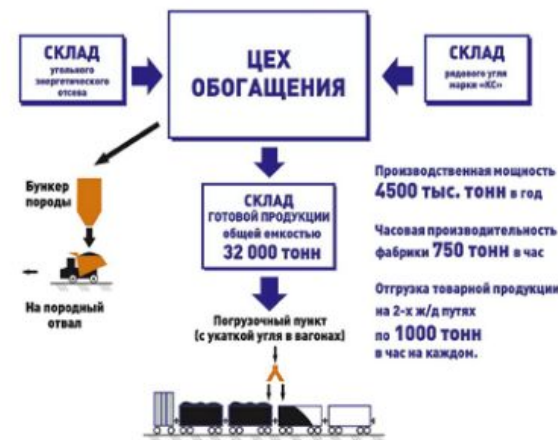 СКЛАД
угольного
энергетического
отсева
ЦЕХ
ОБОГАЩЕНИЯ
СКЛАД
рядового угля
марки «КС»
Бункер
породы
На породный
отвал
СКЛАД
ГОТОВОЙ ПРОДУКЦИИ
общей емкостью
32 000 тонн
Погрузочный пункт
(с укаткой угля в вагонах)
Производственная мощность
4500 тыс. тонн в год
Часовая производительность
фабрики 750 тонн в час
Отгрузка товарной продукции
на 2-х ж/д путях
по 1000 тонн
в час на каждом.